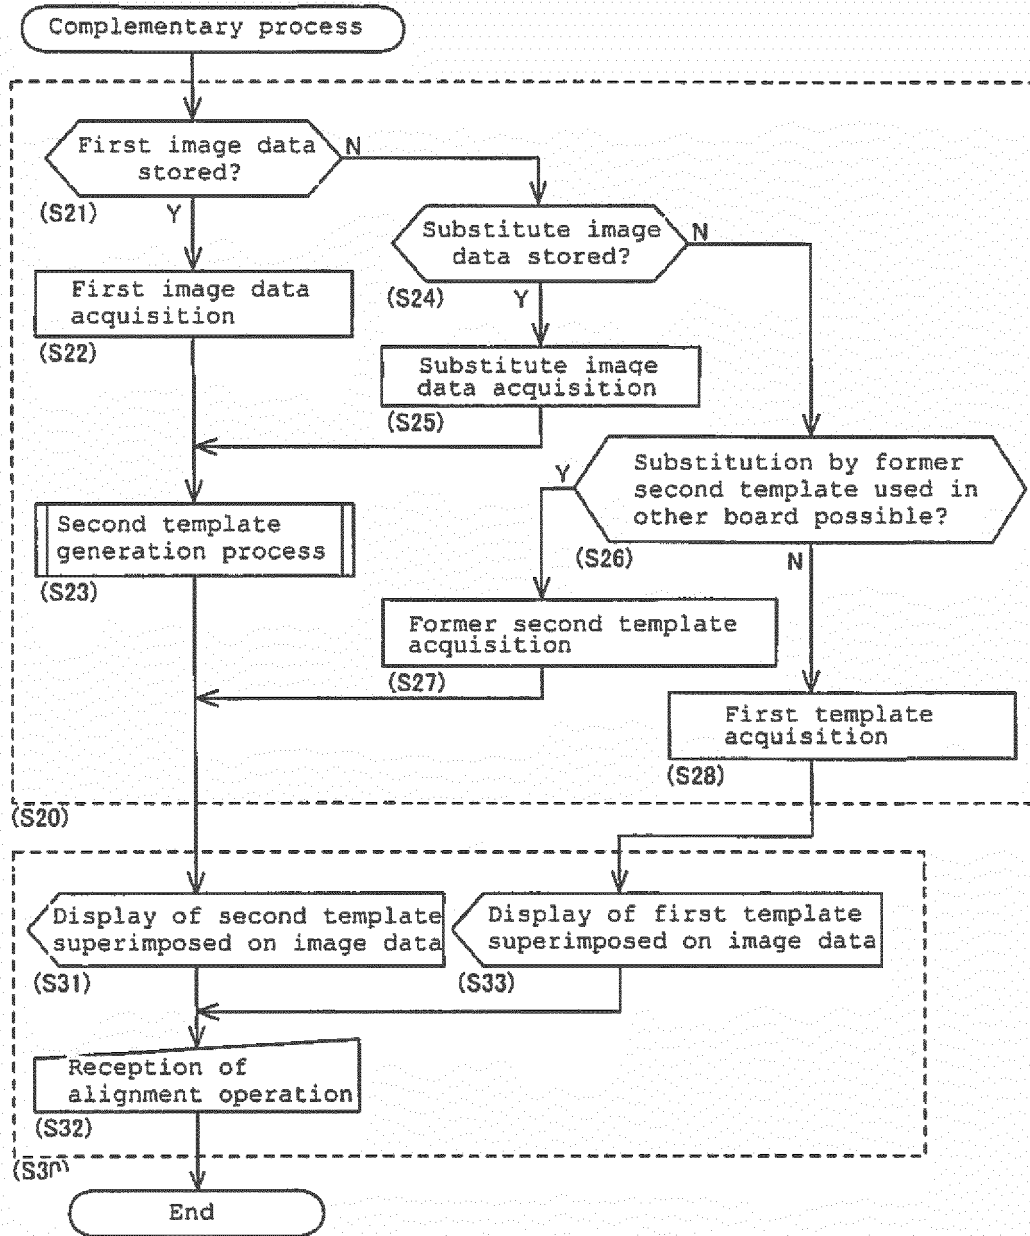 Complementary process
First image data
stored?
N
(S21)
Y
Substitute image
data stored?
N
(S24)
Y
First image data
acquisition
(S22)
Substitute image
data acquisition
(S25)
Substitution by former
second template used in
other board possible?
Y
(S26)
N
Second template
generation process
(S23)
Former second template
acquisition
(S27)
First template
acquisition
(S28)
(S20)
Display of second template
superimposed on image data
(S31)
Display of first template
superimposed on image data
(S33)
Reception of
alignment operation
(S32)
(S30)
End